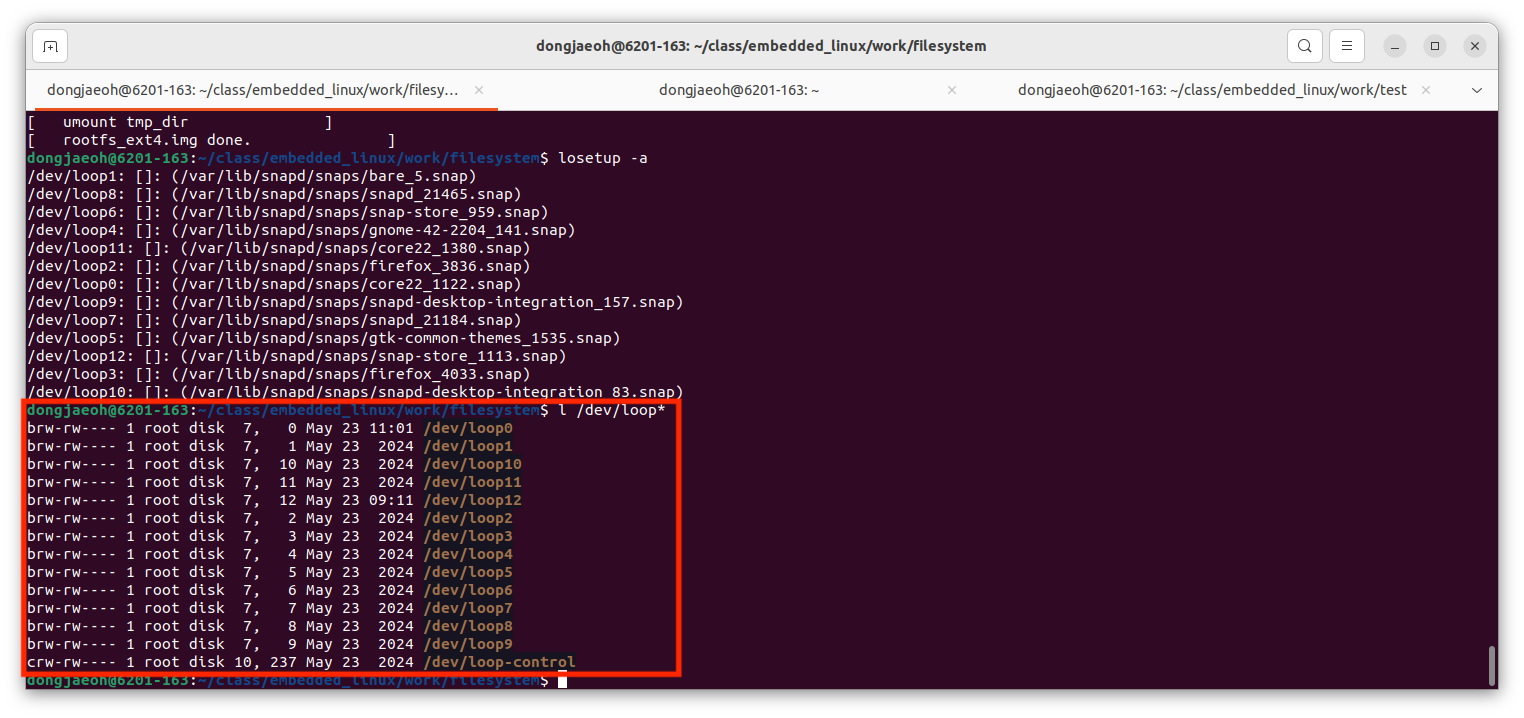 dongjaeoh@6201-163: ~/class/embedded_linux/work/filesystem
dongjaeoh@6201-163: ~/class/embedded_linux/work/filesy...
dongjaeoh@6201-163: ~
dongjaeoh@6201-163: ~/class/embedded_linux/work/test
[   umount tmp_dir               ]
[   rootfs_ext4.img done.               ]
dongjaeoh@6201-163:~/class/embedded_linux/work/filesystem$ losetup -a
/dev/loop1: []: (/var/lib/snapd/snaps/bare_5.snap)
/dev/loop8: []: (/var/lib/snapd/snaps/snapd_21465.snap)
/dev/loop6: []: (/var/lib/snapd/snaps/snap-store_959.snap)
/dev/loop4: []: (/var/lib/snapd/snaps/gnome-42-2204_141.snap)
/dev/loop11: []: (/var/lib/snapd/snaps/core22_1380.snap)
/dev/loop2: []: (/var/lib/snapd/snaps/firefox_3836.snap)
/dev/loop0: []: (/var/lib/snapd/snaps/core22_1122.snap)
/dev/loop9: []: (/var/lib/snapd/snaps/snapd-desktop-integration_157.snap)
/dev/loop7: []: (/var/lib/snapd/snaps/snapd_21184.snap)
/dev/loop5: []: (/var/lib/snapd/snaps/gtk-common-themes_1535.snap)
/dev/loop12: []: (/var/lib/snapd/snaps/snap-store_1113.snap)
/dev/loop3: []: (/var/lib/snapd/snaps/firefox_4033.snap)
/dev/loop10: []: (/var/lib/snapd/snaps/snapd-desktop-integration_83.snap)
dongjaeoh@6201-163:~/class/embedded_linux/work/filesystem$ l /dev/loop*
brw-rw---- 1 root disk  7,   0 May 23 11:01 /dev/loop0
brw-rw---- 1 root disk  7,   1 May 23  2024 /dev/loop1
brw-rw---- 1 root disk  7,  10 May 23  2024 /dev/loop10
brw-rw---- 1 root disk  7,  11 May 23  2024 /dev/loop11
brw-rw---- 1 root disk  7,  12 May 23 09:11 /dev/loop12
brw-rw---- 1 root disk  7,   2 May 23  2024 /dev/loop2
brw-rw---- 1 root disk  7,   3 May 23  2024 /dev/loop3
brw-rw---- 1 root disk  7,   4 May 23  2024 /dev/loop4
brw-rw---- 1 root disk  7,   5 May 23  2024 /dev/loop5
brw-rw---- 1 root disk  7,   6 May 23  2024 /dev/loop6
brw-rw---- 1 root disk  7,   7 May 23  2024 /dev/loop7
brw-rw---- 1 root disk  7,   8 May 23  2024 /dev/loop8
brw-rw---- 1 root disk  7,   9 May 23  2024 /dev/loop9
crw-rw---- 1 root disk 10, 237 May 23  2024 /dev/loop-control
dongjaeoh@6201-163:~/class/embedded_linux/work/filesystem$